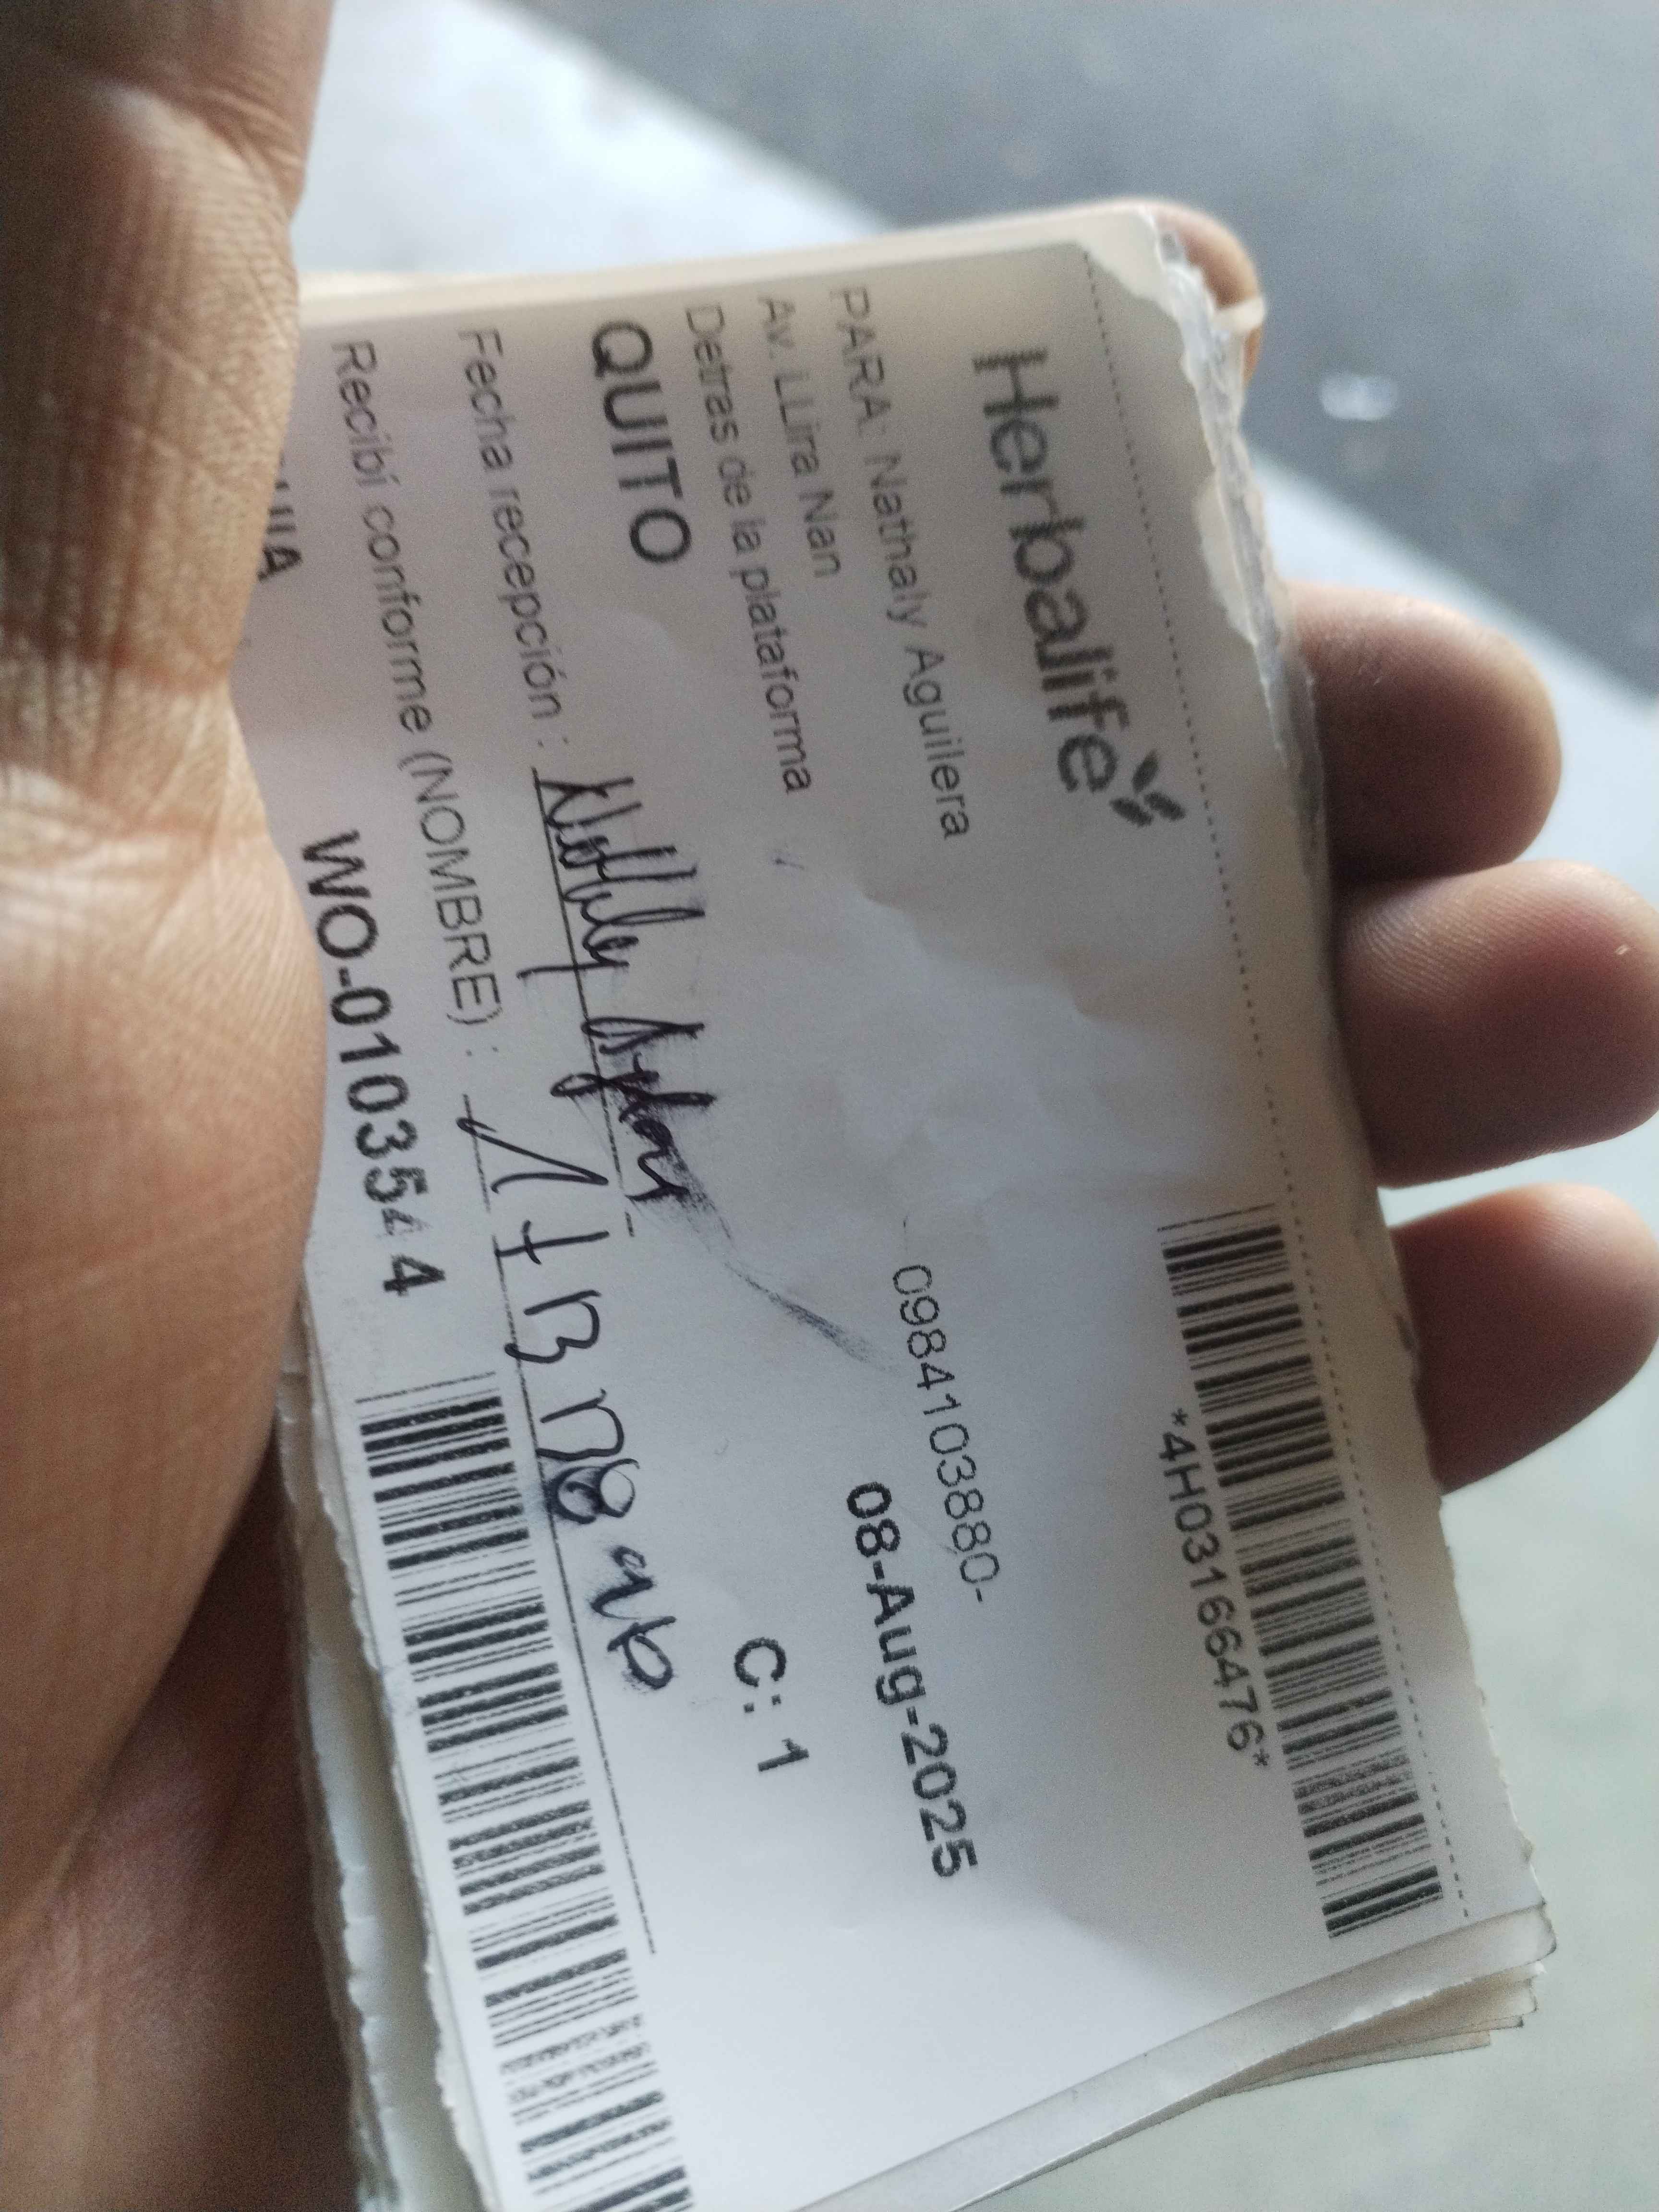 Herbalife
*4H03166476*
PARA: Nathaly Aguilera
0984103880-
Av. LLira Nan
08-Aug-2025
Detras de la plataforma
C: 1
QUITO
Fecha recepción :
Recibí conforme (NOMBRE) :
WO-0103544